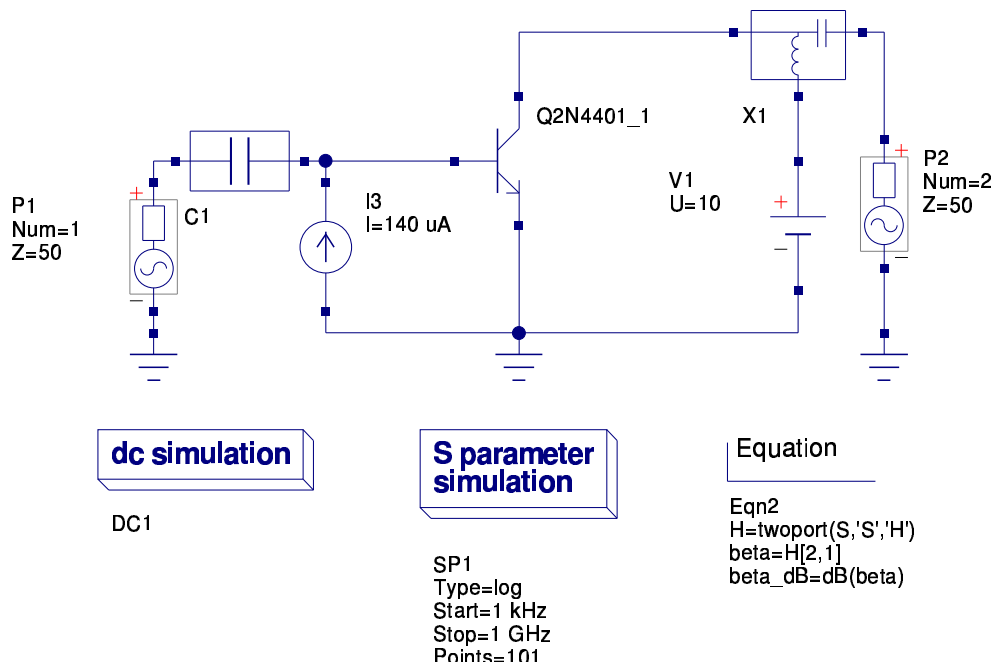 Q2N4401_1
X1
P2
Num=2
Z=50
V1
U=10
I3
I=140 uA
C1
P1
Num=1
Z=50
dc simulation
DC1
S parameter
simulation
SP1
Type=log
Start=1 kHz
Stop=1 GHz
Points=101
Equation
Eqn2
H=twoport(S,'S','H')
beta=H[2,1]
beta_dB=dB(beta)